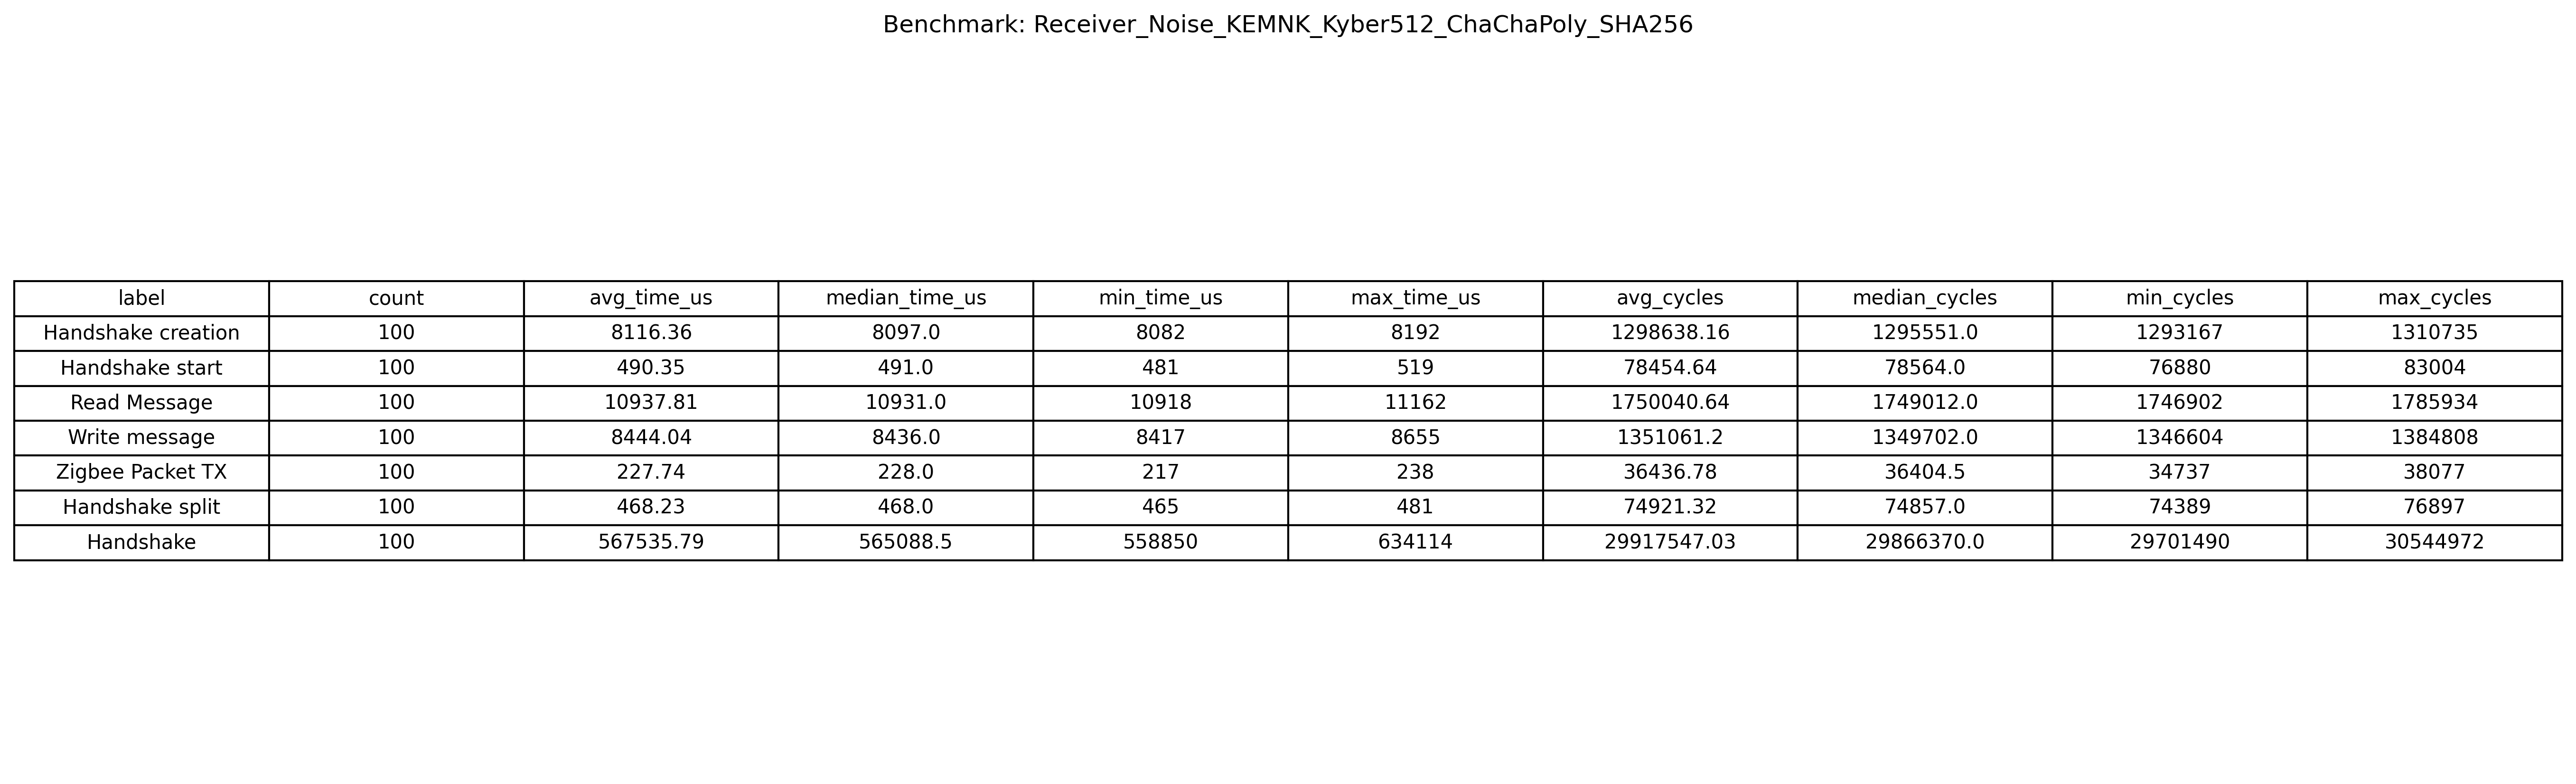 Benchmark: Receiver_Noise_KEMNK_Kyber512_ChaChaPoly_SHA256
label count avg_time_us median_time_us min_time_us max_time_us avg_cycles median_cycles min_cycles max_cycles
Handshake creation 100 8116.36 8097.0 8082 8192 1298638.16 1295551.0 1293167 1310735
Handshake start 100 490.35 491.0 481 519 78454.64 78564.0 76880 83004
Read Message 100 10937.81 10931.0 10918 11162 1750040.64 1749012.0 1746902 1785934
Write message 100 8444.04 8436.0 8417 8655 1351061.2 1349702.0 1346604 1384808
Zigbee Packet TX 100 227.74 228.0 217 238 36436.78 36404.5 34737 38077
Handshake split 100 468.23 468.0 465 481 74921.32 74857.0 74389 76897
Handshake 100 567535.79 565088.5 558850 634114 29917547.03 29866370.0 29701490 30544972